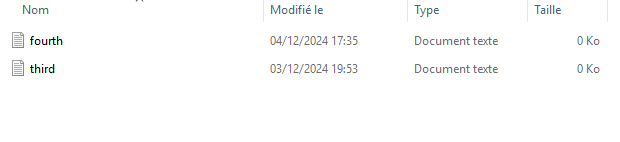 Nom Modifié le Type Taille
fourth 04/12/2024 17:35 Document texte 0 Ko
third 03/12/2024 19:53 Document texte 0 Ko